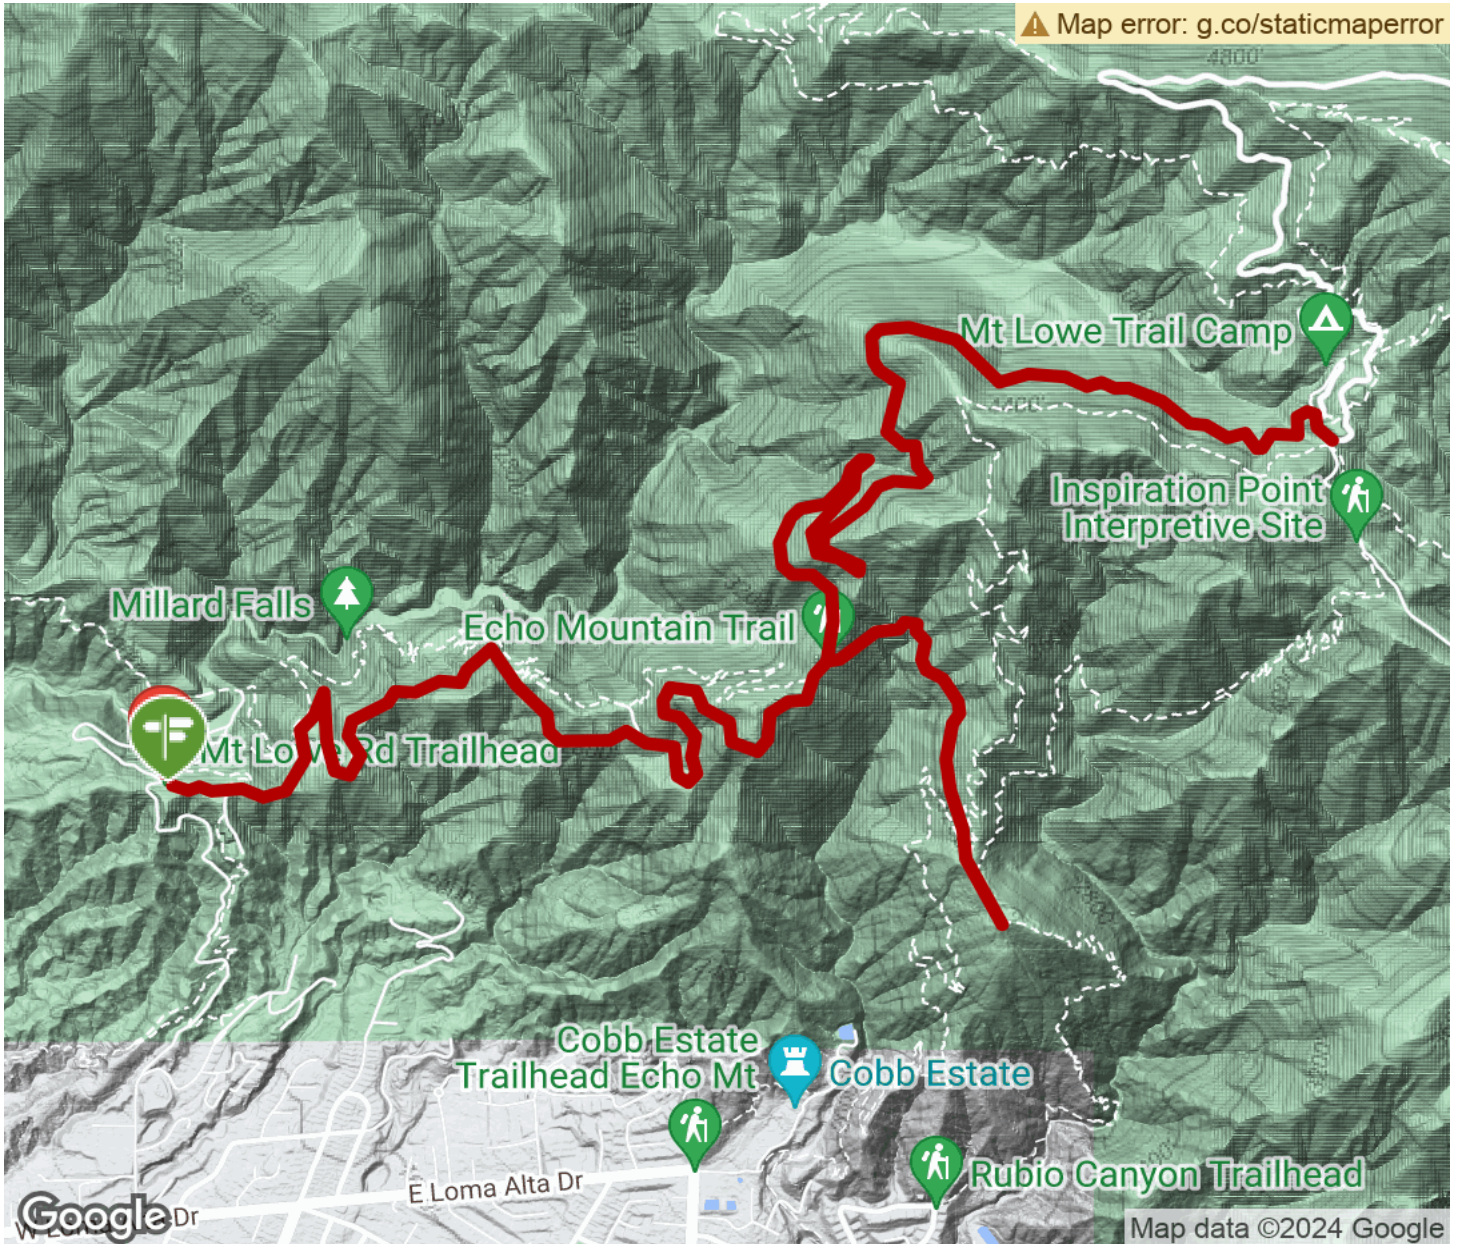 Map error: g.co/staticmaperror
4800'
Mt Lowe Trail Camp
4400'
Inspiration Point
Interpretive Site
Millard Falls
Echo Mountain Trail
Mt Lowe Rd Trailhead
Cobb Estate
Trailhead Echo Mt
Cobb Estate
Rubio Canyon Trailhead
E Loma Alta Dr
Google
Dr
Map data ©2024 Google